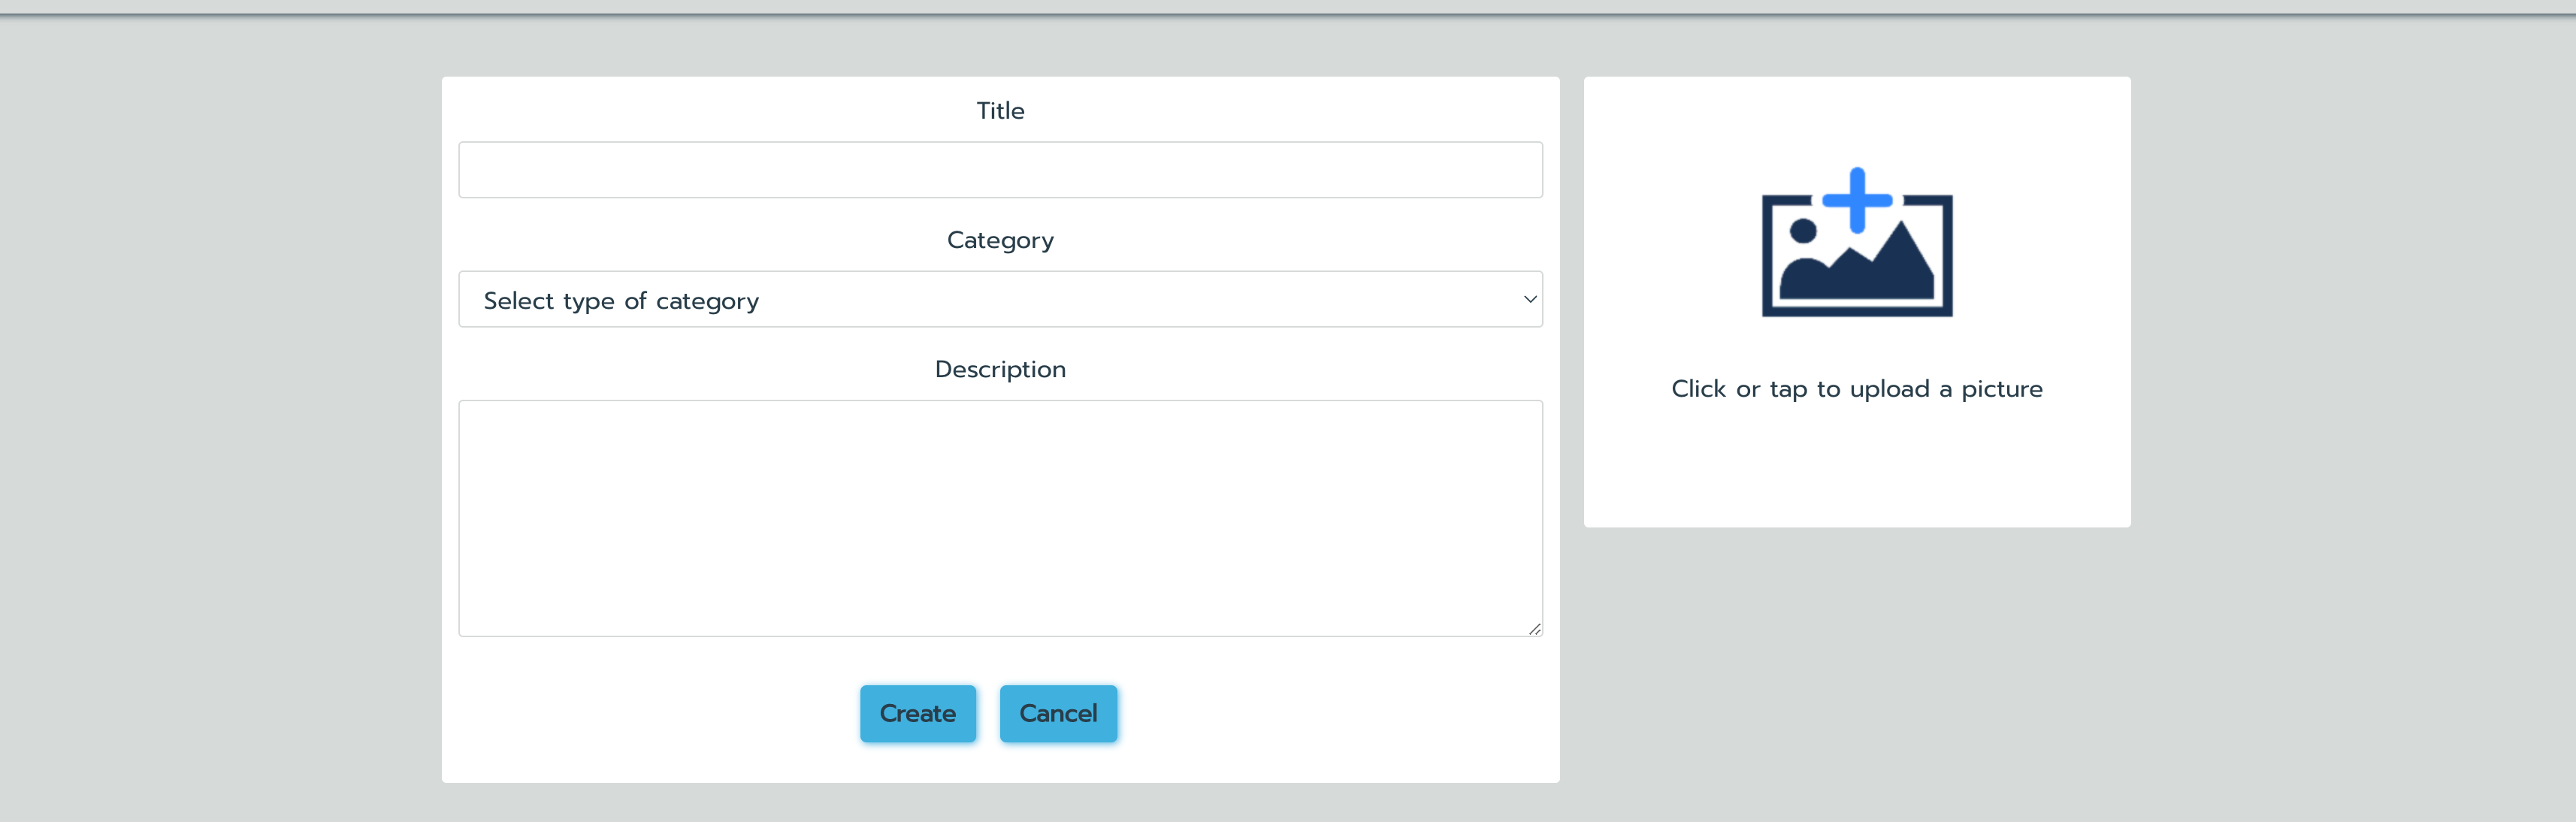 Title
Category
Select type of category
Description
Create Cancel
Click or tap to upload a picture